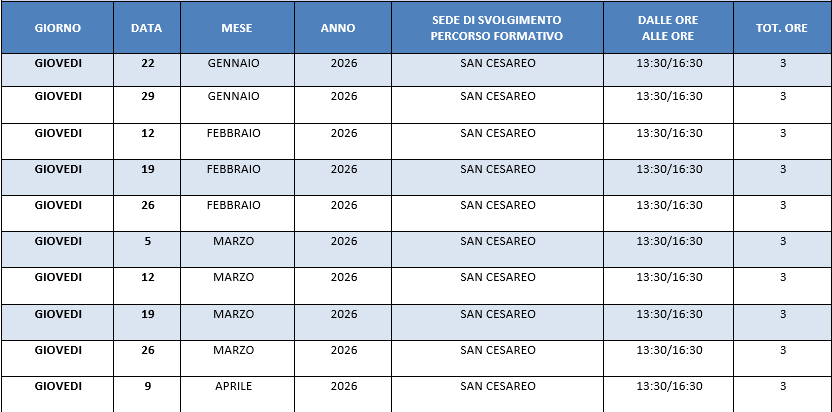 GIORNO DATA MESE ANNO SEDE DI SVOLGIMENTO PERCORSO FORMATIVO DALLE ORE ALLE ORE TOT. ORE
GIOVEDI 22 GENNAIO 2026 SAN CESAREO 13:30/16:30 3
GIOVEDI 29 GENNAIO 2026 SAN CESAREO 13:30/16:30 3
GIOVEDI 12 FEBBRAIO 2026 SAN CESAREO 13:30/16:30 3
GIOVEDI 19 FEBBRAIO 2026 SAN CESAREO 13:30/16:30 3
GIOVEDI 26 FEBBRAIO 2026 SAN CESAREO 13:30/16:30 3
GIOVEDI 5 MARZO 2026 SAN CESAREO 13:30/16:30 3
GIOVEDI 12 MARZO 2026 SAN CESAREO 13:30/16:30 3
GIOVEDI 19 MARZO 2026 SAN CESAREO 13:30/16:30 3
GIOVEDI 26 MARZO 2026 SAN CESAREO 13:30/16:30 3
GIOVEDI 9 APRILE 2026 SAN CESAREO 13:30/16:30 3